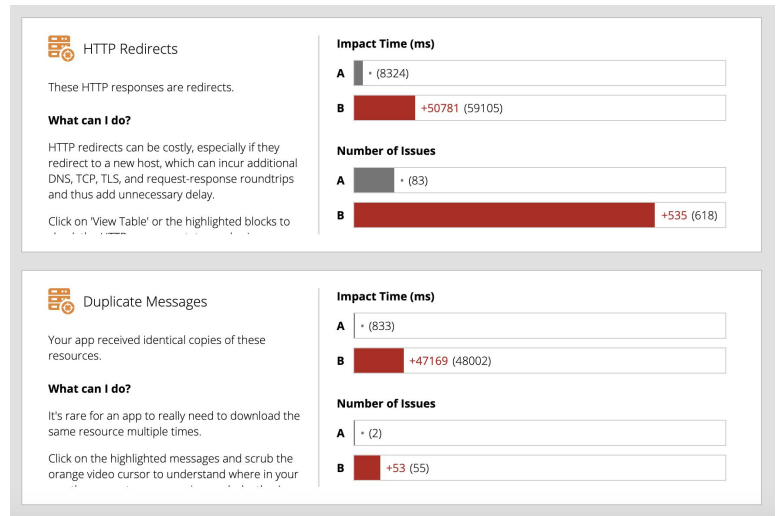 HTTP Redirects
These HTTP responses are redirects.
What can I do?
HTTP redirects can be costly, especially if they
redirect to a new host, which can incur additional
DNS, TCP, TLS, and request-response roundtrips
and thus add unnecessary delay.
Click on 'View Table' or the highlighted blocks to
Impact Time (ms)
A • (8324)
B +50781 (59105)
Number of Issues
A • (83)
B +535 (618)
Duplicate Messages
Your app received identical copies of these
resources.
What can I do?
It's rare for an app to really need to download the
same resource multiple times.
Click on the highlighted messages and scrub the
orange video cursor to understand where in your
Impact Time (ms)
A • (833)
B +47169 (48002)
Number of Issues
A • (2)
B +53 (55)